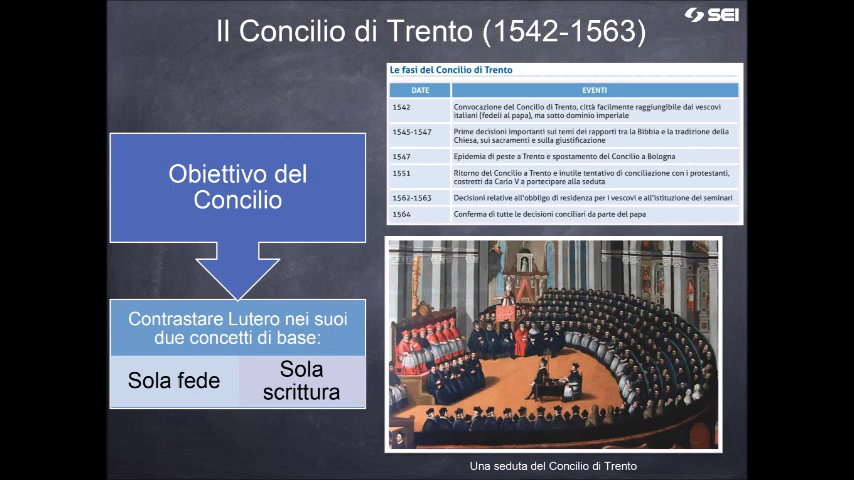 Il Concilio di Trento (1542-1563)
SEI
Obiettivo del
Concilio
Contrastare Lutero nei suoi
due concetti di base:
Sola fede
Sola
scrittura
Le fasi del Concilio di Trento
DATE EVENTI
1542 Convocazione del Concilio di Trento, città facilmente raggiungibile dai vescovi
italiani (fedeli al papa), ma sotto dominio imperiale
1545-1547 Prime decisioni importanti sui temi dei rapporti tra la Bibbia e la tradizione della
Chiesa, sui sacramenti e sulla giustificazione
1547 Epidemia di peste a Trento e spostamento del Concilio a Bologna
1551 Ritorno del Concilio a Trento e inutile tentativo di conciliazione con i protestanti,
costretti da Carlo V a partecipare alla seduta
1562-1563 Decisioni relative all'obbligo di residenza per i vescovi e all'istituzione dei seminari
1564 Conferma di tutte le decisioni conciliari da parte del papa
Una seduta del Concilio di Trento